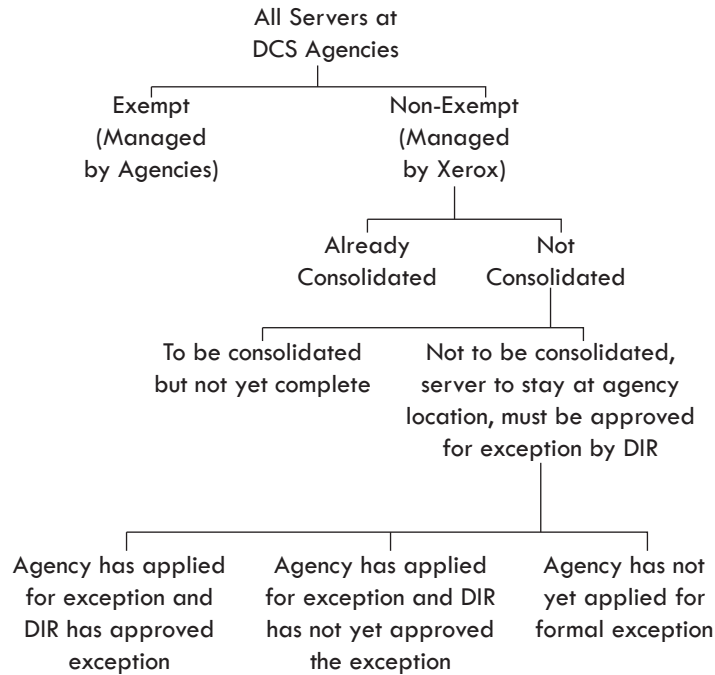 All Servers at
DCS Agencies
Exempt
(Managed
by Agencies)
Non-Exempt
(Managed
by Xerox)
Already
Consolidated
Not
Consolidated
To be consolidated
but not yet complete
Not to be consolidated,
server to stay at agency
location, must be approved
for exception by DIR
Agency has applied
for exception and
DIR has approved
exception
Agency has applied
for exception and DIR
has not yet approved
the exception
Agency has not
yet applied for
formal exception